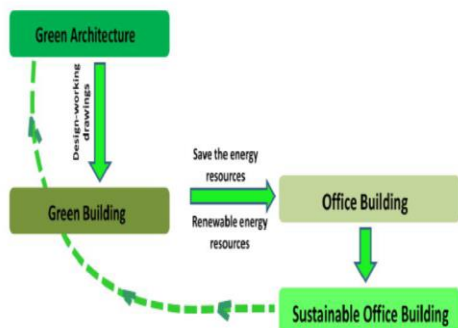 Green Architecture
Design-working
drawings
Save the energy
resources
Green Building
Renewable energy
resources
Office Building
Sustainable Office Building